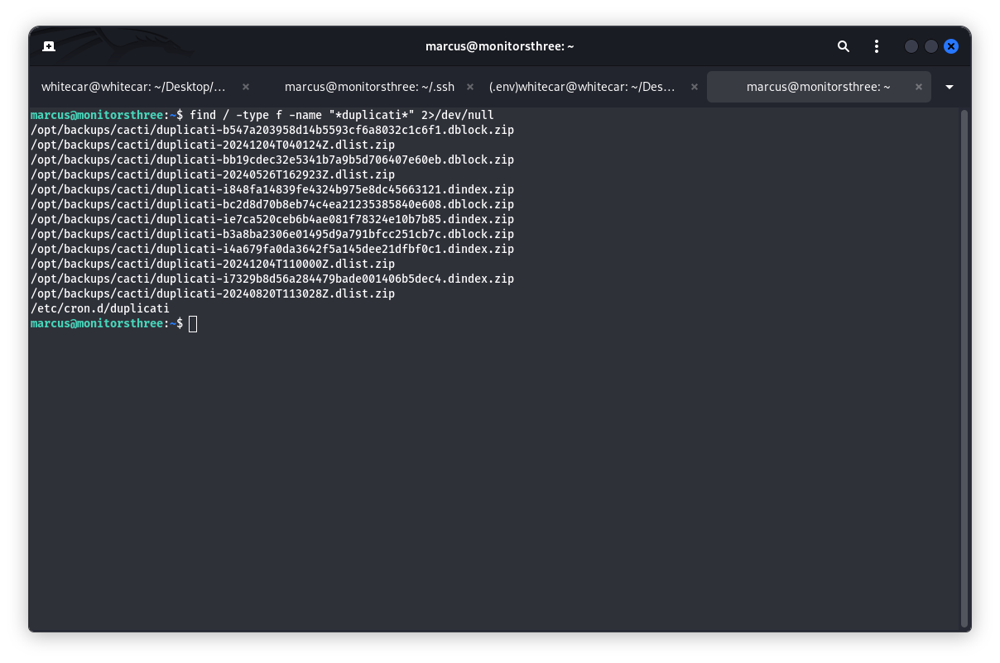 marcus@monitorsthree: ~
whitecar@whitecar: ~/Desktop/…
marcus@monitorsthree: ~/.ssh
(.env)whitecar@whitecar: ~/Des…
marcus@monitorsthree: ~
marcus@monitorsthree:~$ find / -type f -name "*duplicati*" 2>/dev/null
/opt/backups/cacti/duplicati-b547a203958d14b5593cf6a8032c1c6f1.dblock.zip
/opt/backups/cacti/duplicati-20241204T040124Z.dlist.zip
/opt/backups/cacti/duplicati-bb19cdec32e5341b7a9b5d706407e60eb.dblock.zip
/opt/backups/cacti/duplicati-20240526T162923Z.dlist.zip
/opt/backups/cacti/duplicati-i848fa14839fe4324b975e8dc45663121.dindex.zip
/opt/backups/cacti/duplicati-bc2d8d70b8eb74c4ea21235385840e608.dblock.zip
/opt/backups/cacti/duplicati-ie7ca520ceb6b4ae081f78324e10b7b85.dindex.zip
/opt/backups/cacti/duplicati-b3a8ba2306e01495d9a791bfcc251cb7c.dblock.zip
/opt/backups/cacti/duplicati-i4a679fa0da3642f5a145dee21dfbf0c1.dindex.zip
/opt/backups/cacti/duplicati-20241204T110000Z.dlist.zip
/opt/backups/cacti/duplicati-i7329b8d56a284479bade001406b5dec4.dindex.zip
/opt/backups/cacti/duplicati-20240820T113028Z.dlist.zip
/etc/cron.d/duplicati
marcus@monitorsthree:~$